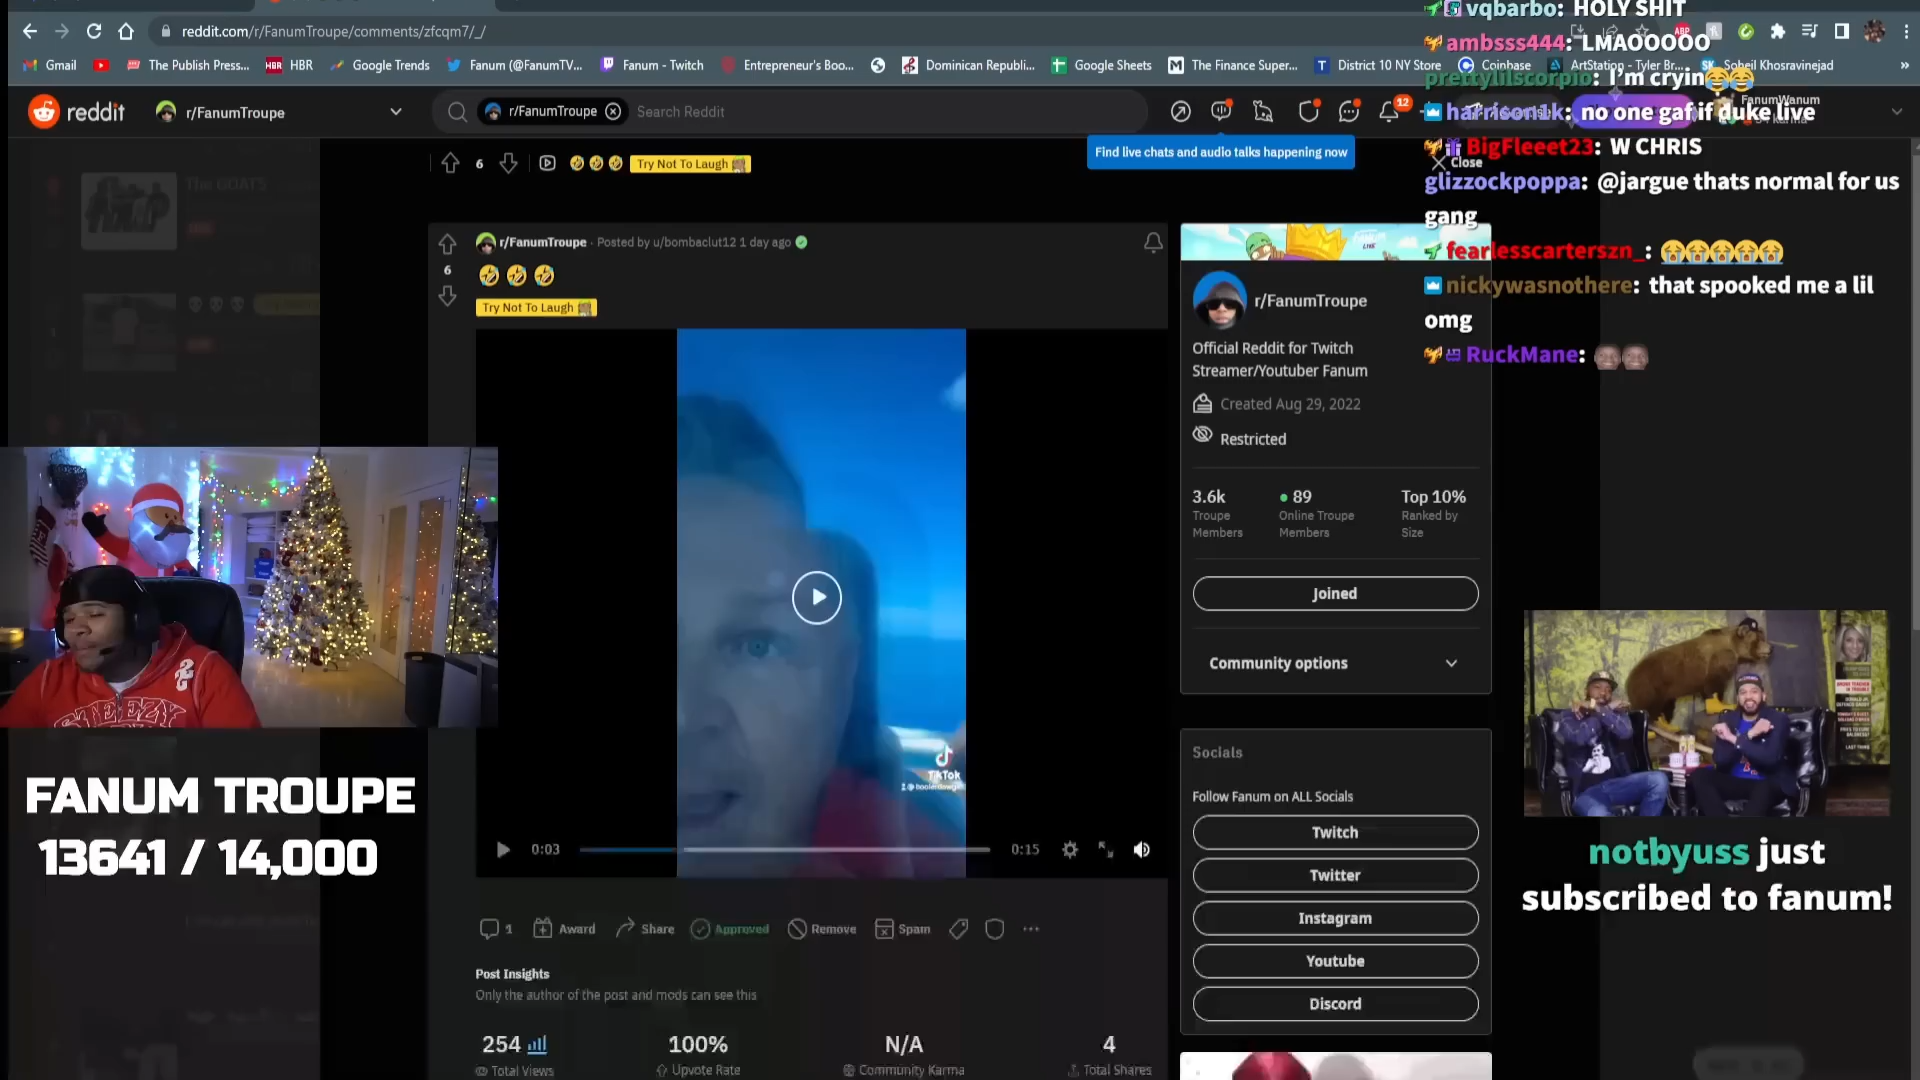 reddit.com/r/FanumTroupe/comments/zfcqm7/_/
Gmail
The Publish Press...
HBR
HBR
Google Trends
Fanum (@FanumTV...
Fanum - Twitch
Entrepreneur's Boo...
Dominican Republi...
Google Sheets
The Finance Super...
District 10 NY Store
Coinbase
ArtStation - Tyler Br...
Soheil Khosravinejad
reddit
r/FanumTroupe
r/FanumTroupe
Search Reddit
12
FanumWanum
Find live chats and audio talks happening now
Close
vqbarbo: HOLY SHIT
ambsss444: LMAOOOOO
prettylilscorpio: I'm cryin😂😂
harrison1k: no one gaf if duke live
BigFleeet23: W CHRIS
glizzockpoppa: @jargue thats normal for us
gang
fearlesscarterszn_: 😭😭😭😭😭
nickywasnothere: that spooked me a lil
omg
RuckMane:
The GOATS
6
🤣 🤣 🤣 Try Not To Laugh
r/FanumTroupe · Posted by u/bombaclut12 1 day ago
6
🤣 🤣 🤣
Try Not To Laugh
TikTok
0:03
0:15
1
Award
Share
Approved
Remove
Spam
Post Insights
Only the author of the post and mods can see this
254
100%
N/A
4
Total Views
Upvote Rate
Community Karma
Total Shares
r/FanumTroupe
Official Reddit for Twitch
Streamer/Youtuber Fanum
Created Aug 29, 2022
Restricted
3.6k
89
Top 10%
Troupe
Members
Online Troupe
Members
Ranked by
Size
Joined
Community options
Socials
Follow Fanum on ALL Socials
Twitch
Twitter
Instagram
Youtube
Discord
STEEZY
FANUM TROUPE
13641 / 14,000
notbyuss just
subscribed to fanum!